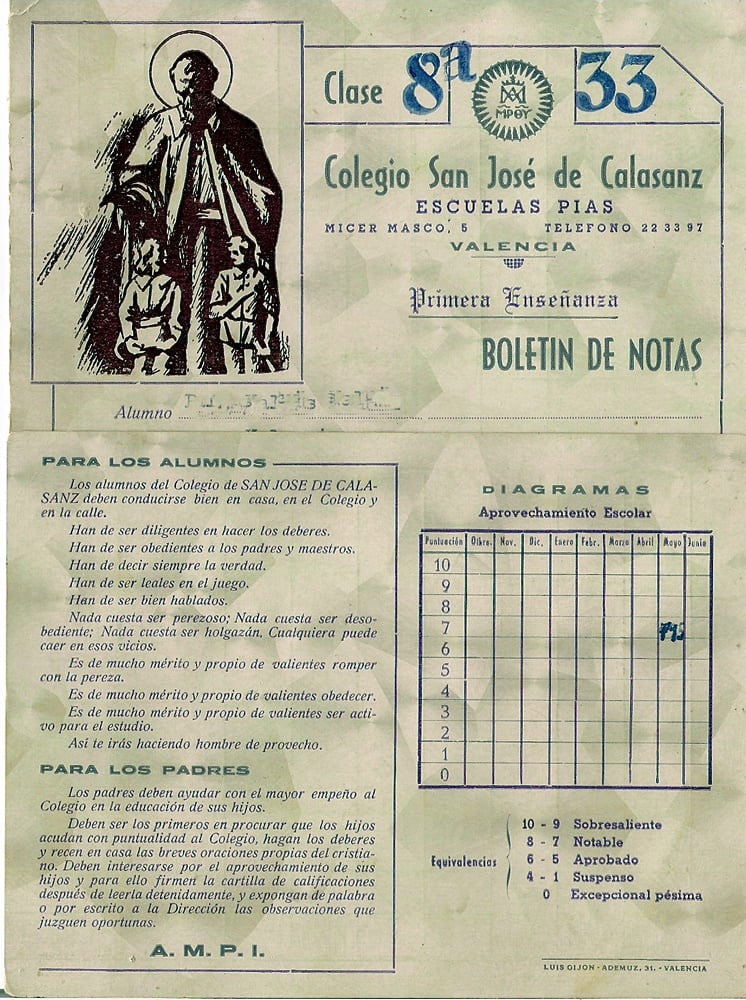 Clase 8ª 33
MΡΘΥ
Colegio San José de Calasanz
ESCUELAS PIAS
MICER MASCO, 5 TELEFONO 22 33 97
VALENCIA
Primera Enseñanza
BOLETIN DE NOTAS
Alumno
PARA LOS ALUMNOS
Los alumnos del Colegio de SAN JOSE DE CALA-
SANZ deben conducirse bien en casa, en el Colegio y
en la calle.
Han de ser diligentes en hacer los deberes.
Han de ser obedientes a los padres y maestros.
Han de decir siempre la verdad.
Han de ser leales en el juego.
Han de ser bien hablados.
Nada cuesta ser perezoso; Nada cuesta ser deso-
bediente; Nada cuesta ser holgazán. Cualquiera puede
caer en esos vicios.
Es de mucho mérito y propio de valientes romper
con la pereza.
Es de mucho mérito y propio de valientes obedecer.
Es de mucho mérito y propio de valientes ser acti-
vo para el estudio.
Así te irás haciendo hombre de provecho.
PARA LOS PADRES
Los padres deben ayudar con el mayor empeño al
Colegio en la educación de sus hijos.
Deben ser los primeros en procurar que los hijos
acudan con puntualidad al Colegio, hagan los deberes
y recen en casa las breves oraciones propias del cristia-
no. Deben interesarse por el aprovechamiento de sus
hijos y para ello firmen la cartilla de calificaciones
después de leerla detenidamente, y expongan de palabra
o por escrito a la Dirección las observaciones que
juzguen oportunas.
A. M. P. I.
DIAGRAMAS
Aprovechamiento Escolar
Puntuación Otbre. Nov. Dic. Enero Febr. Marzo Abril Mayo Junio
10
9
8
7
6
5
4
3
2
1
0
Equivalencias
10 - 9 Sobresaliente
8 - 7 Notable
6 - 5 Aprobado
4 - 1 Suspenso
0 Excepcional pésima
LUIS GIJON - ADEMUZ, 31. - VALENCIA